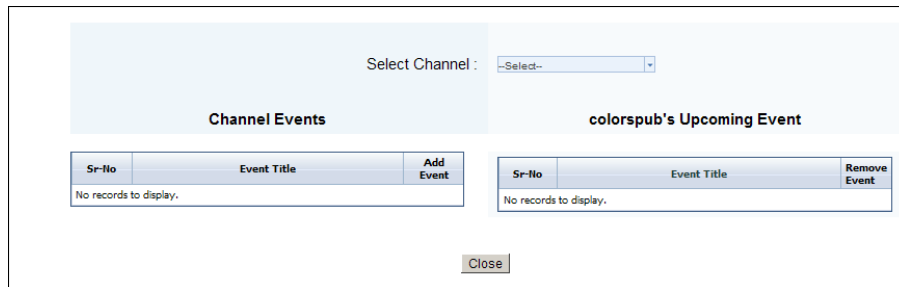 Select Channel :
--Select--
Channel Events
colorspub's Upcoming Event
Sr-No Event Title Add Event
No records to display.
Sr-No Event Title Remove Event
No records to display.
Close